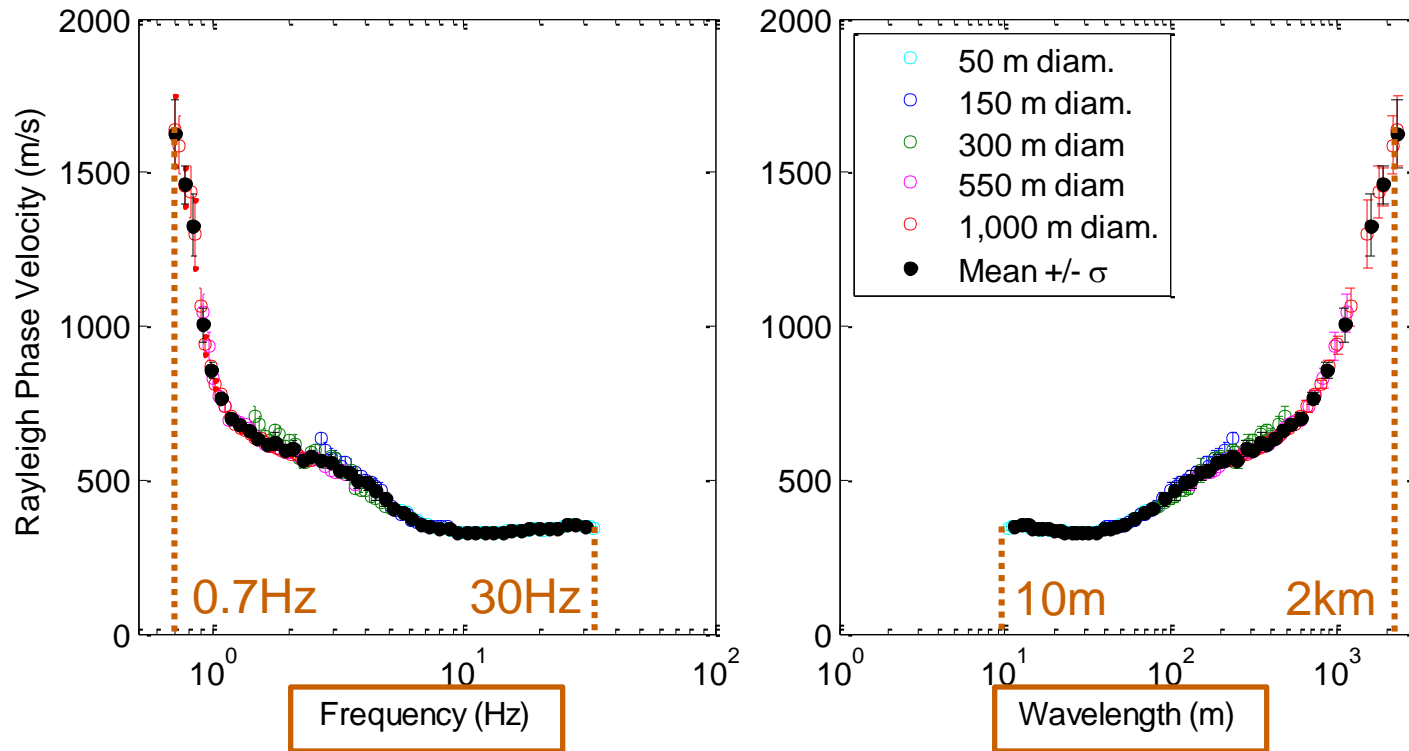 Rayleigh Phase Velocity (m/s)
2000
1500
1000
500
0
0.7Hz
30Hz
10^0
10^1
10^2
Frequency (Hz)
2000
1500
1000
500
0
50 m diam.
150 m diam.
300 m diam
550 m diam
1,000 m diam.
Mean +/- σ
10m
2km
10^0
10^1
10^2
10^3
Wavelength (m)